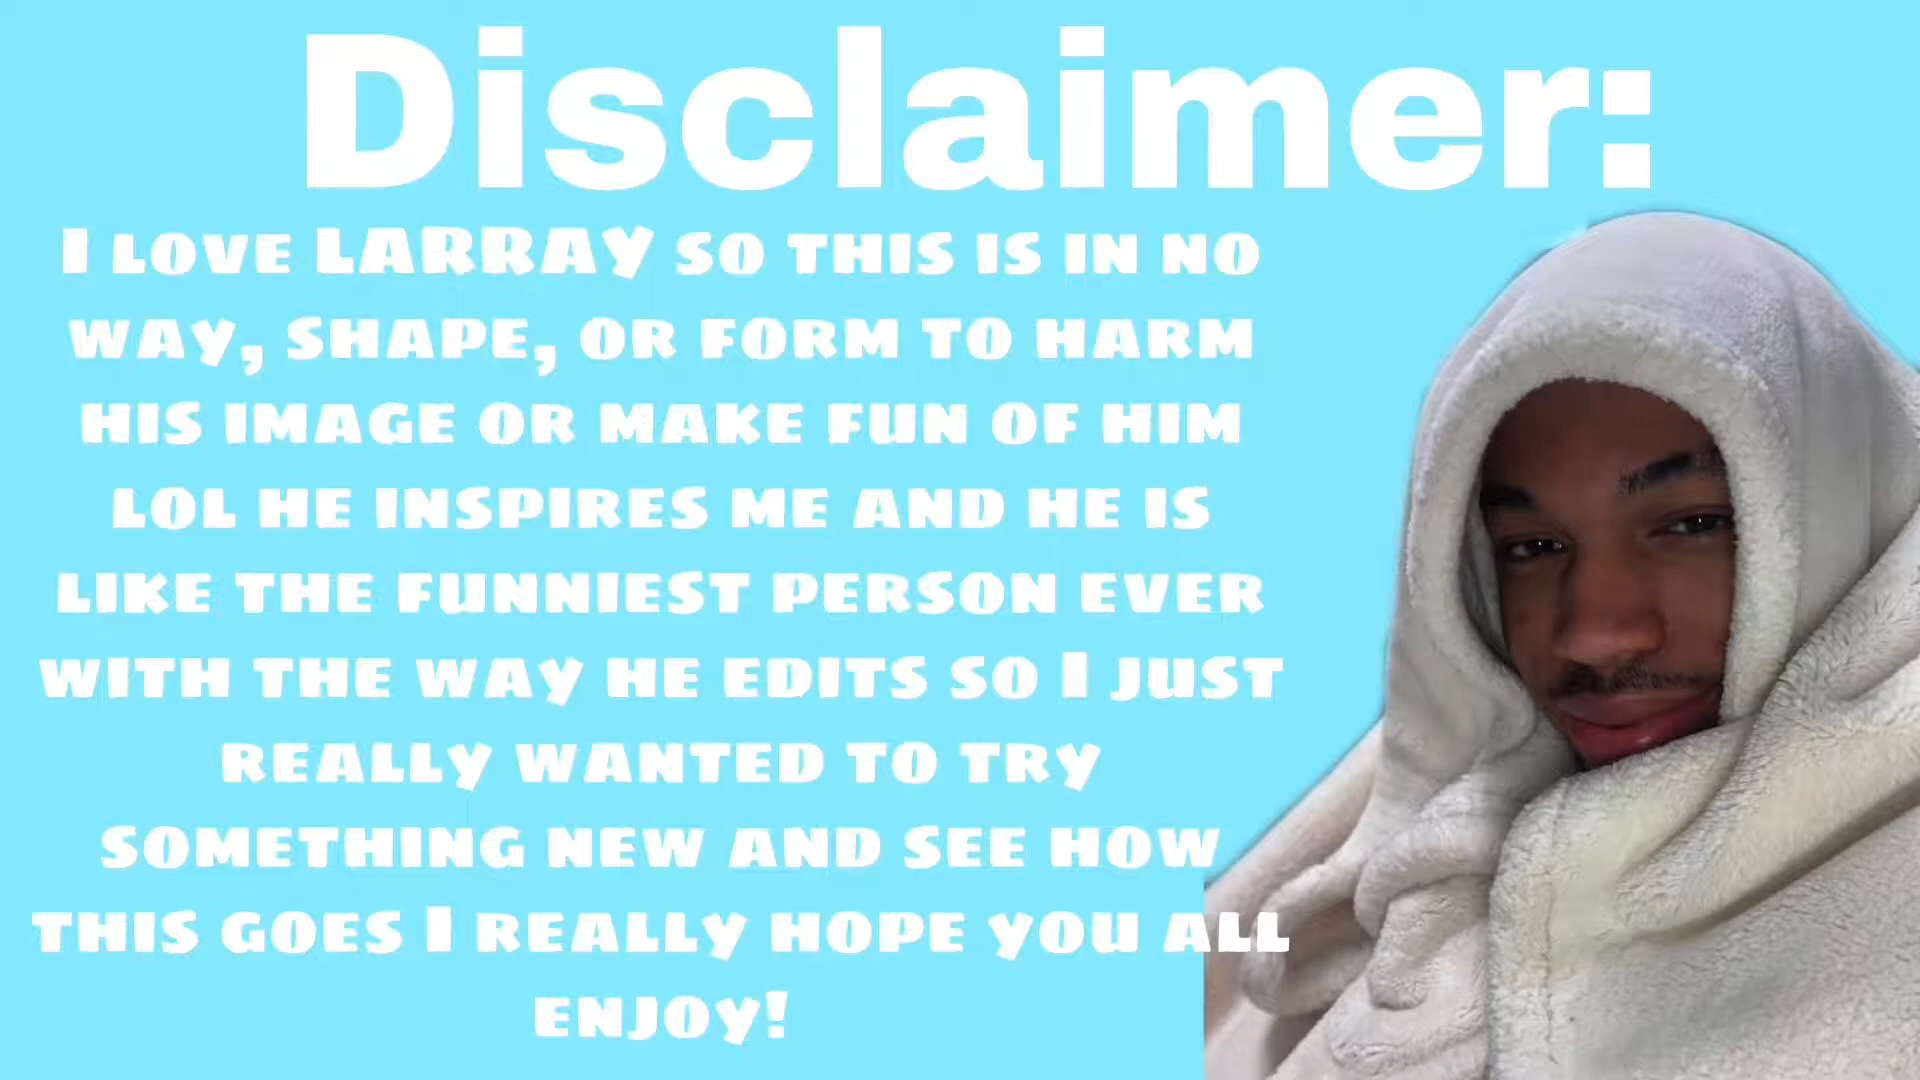 Disclaimer:
I LOVE LARRAY SO THIS IS IN NO
WAY, SHAPE, OR FORM TO HARM
HIS IMAGE OR MAKE FUN OF HIM
LOL HE INSPIRES ME AND HE IS
LIKE THE FUNNIEST PERSON EVER
WITH THE WAY HE EDITS SO I JUST
REALLY WANTED TO TRY
SOMETHING NEW AND SEE HOW
THIS GOES I REALLY HOPE YOU ALL
ENJOY!